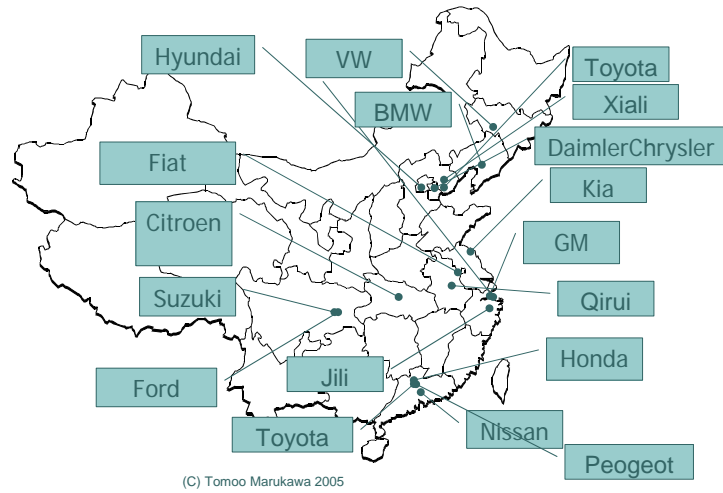 Hyundai
VW
Toyota
BMW
Xiali
DaimlerChrysler
Fiat
Kia
Citroen
GM
Suzuki
Qirui
Honda
Jili
Ford
Toyota
Nissan
Peogeot
(C) Tomoo Marukawa 2005